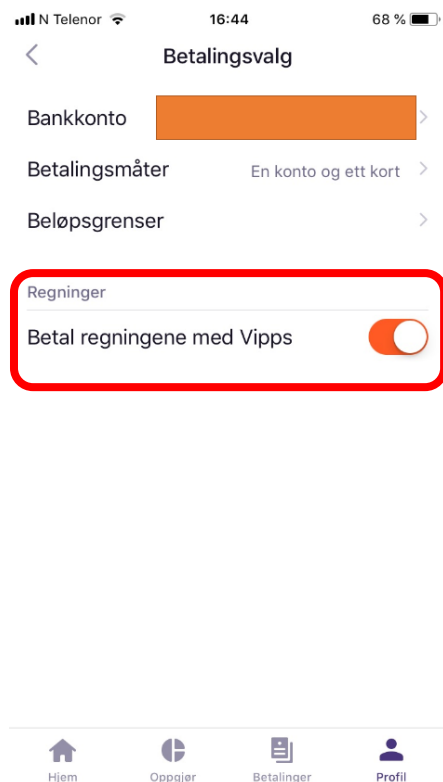 N Telenor 16:44 68 %
Betalingsvalg
Bankkonto
Betalingsmåter En konto og ett kort
Beløpsgrenser
Regninger
Betal regningene med Vipps
Hjem Oppgjør Betalinger Profil